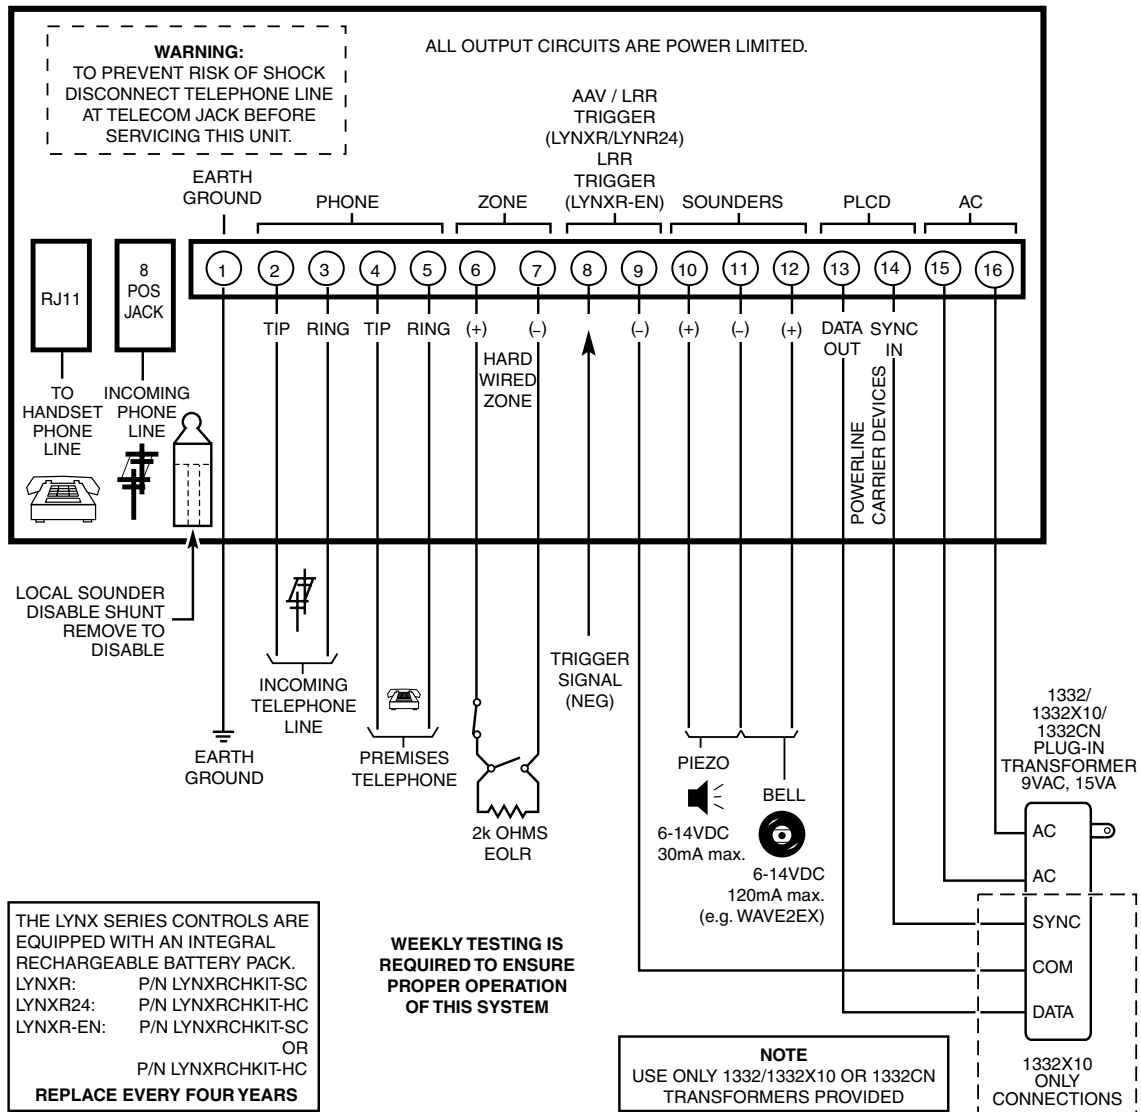 WARNING:
TO PREVENT RISK OF SHOCK
DISCONNECT TELEPHONE LINE
AT TELECOM JACK BEFORE
SERVICING THIS UNIT.
ALL OUTPUT CIRCUITS ARE POWER LIMITED.
AAV / LRR
TRIGGER
(LYNXR/LYNR24)
LRR
TRIGGER
(LYNXR-EN)
EARTH
GROUND
PHONE
ZONE
SOUNDERS
PLCD
AC
RJ11
8
POS
JACK
1 2 3 4 5 6 7 8 9 10 11 12 13 14 15 16
TIP RING TIP RING (+) (–) (–) (+) (–) (+)
DATA
OUT
SYNC
IN
HARD
WIRED
ZONE
POWERLINE
CARRIER DEVICES
TO
HANDSET
PHONE
LINE
INCOMING
PHONE
LINE
LOCAL SOUNDER
DISABLE SHUNT
REMOVE TO
DISABLE
EARTH
GROUND
INCOMING
TELEPHONE
LINE
PREMISES
TELEPHONE
2k OHMS
EOLR
TRIGGER
SIGNAL
(NEG)
PIEZO
6-14VDC
30mA max.
BELL
6-14VDC
120mA max.
(e.g. WAVE2EX)
1332/
1332X10/
1332CN
PLUG-IN
TRANSFORMER
9VAC, 15VA
AC
AC
SYNC
COM
DATA
1332X10
ONLY
CONNECTIONS
THE LYNX SERIES CONTROLS ARE
EQUIPPED WITH AN INTEGRAL
RECHARGEABLE BATTERY PACK.
LYNXR: P/N LYNXRCHKIT-SC
LYNXR24: P/N LYNXRCHKIT-HC
LYNXR-EN: P/N LYNXRCHKIT-SC
OR
P/N LYNXRCHKIT-HC
REPLACE EVERY FOUR YEARS
WEEKLY TESTING IS
REQUIRED TO ENSURE
PROPER OPERATION
OF THIS SYSTEM
NOTE
USE ONLY 1332/1332X10 OR 1332CN
TRANSFORMERS PROVIDED